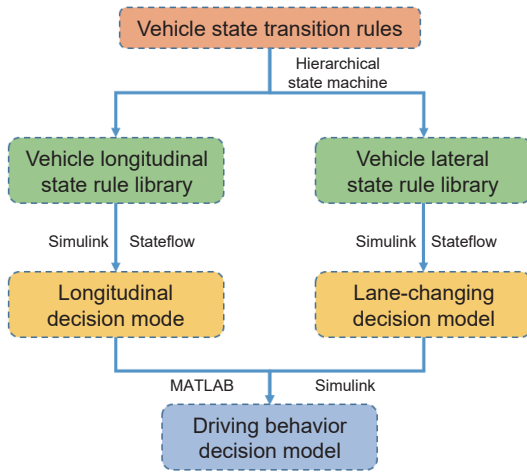 Vehicle state transition rules
Hierarchical
state machine
Vehicle longitudinal
state rule library
Vehicle lateral
state rule library
Simulink
Stateflow
Simulink
Stateflow
Longitudinal
decision mode
Lane-changing
decision model
MATLAB
Simulink
Driving behavior
decision model